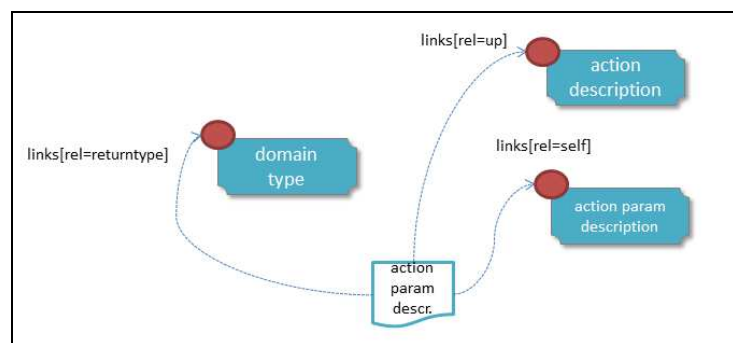 links[rel=up]
action
description
links[rel=returntype]
domain
type
links[rel=self]
action param
description
action
param
descr.